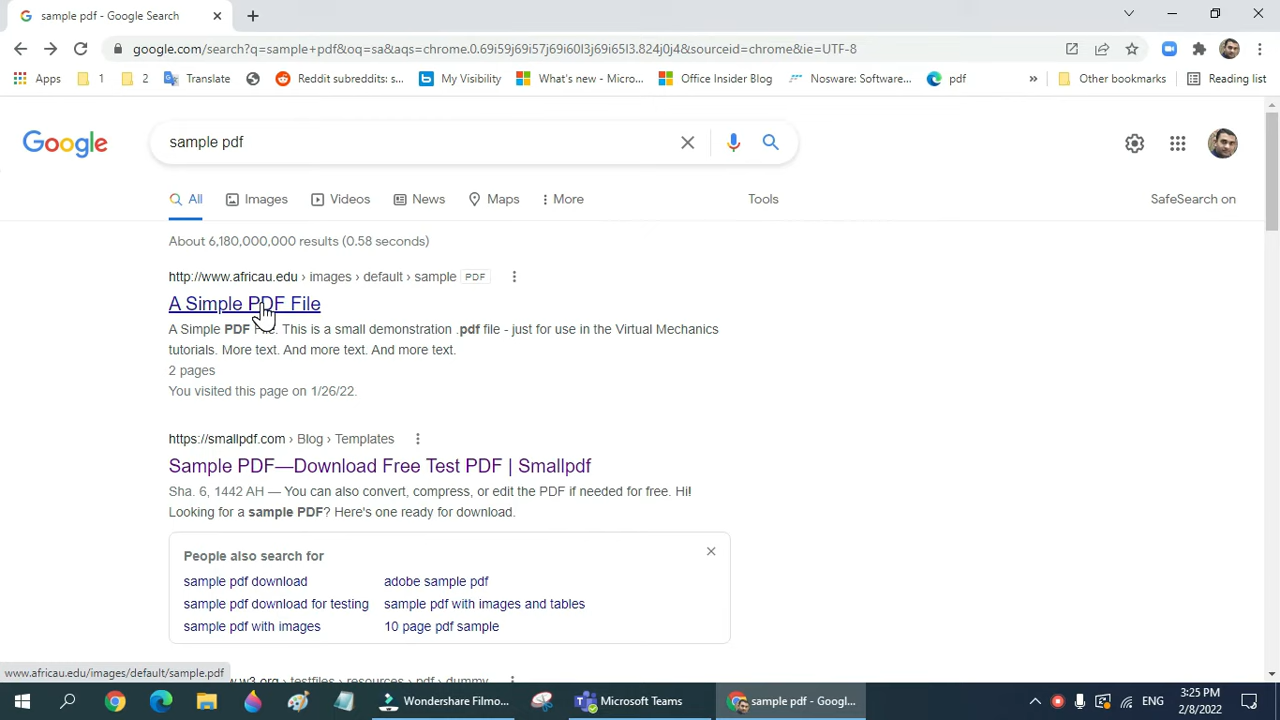 sample pdf - Google Search
google.com/search?q=sample+pdf&oq=sa&aqs=chrome.0.69i59j69i57j69i60l3j69i65l3.824j0j4&sourceid=chrome&ie=UTF-8
Apps 1 2 Translate Reddit subreddits: s... My Visibility What's new - Micro... Office Insider Blog Nosware: Software... pdf » Other bookmarks Reading list
Google sample pdf
All Images Videos News Maps More Tools SafeSearch on
About 6,180,000,000 results (0.58 seconds)
http://www.africau.edu › images › default › sample PDF
A Simple PDF File
A Simple PDF File. This is a small demonstration .pdf file - just for use in the Virtual Mechanics
tutorials. More text. And more text. And more text.
2 pages
You visited this page on 1/26/22.
https://smallpdf.com › Blog › Templates
Sample PDF—Download Free Test PDF | Smallpdf
Sha. 6, 1442 AH — You can also convert, compress, or edit the PDF if needed for free. Hi!
Looking for a sample PDF? Here's one ready for download.
People also search for
sample pdf download adobe sample pdf
sample pdf download for testing sample pdf with images and tables
sample pdf with images 10 page pdf sample
www.africau.edu/images/default/sample.pdf
w3.org › testfiles › resources › pdf › dummy
Wondershare Filmo... Microsoft Teams sample pdf - Googl... ENG 3:25 PM
2/8/2022